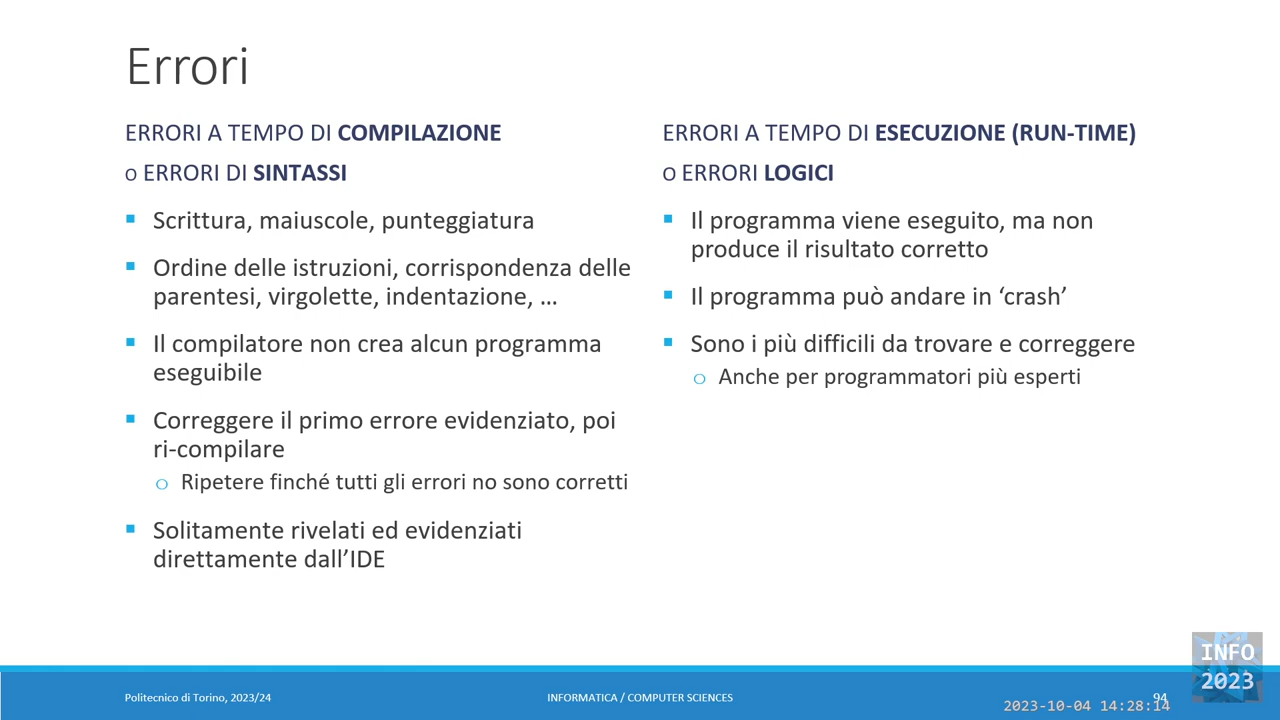 Errori
ERRORI A TEMPO DI COMPILAZIONE
O ERRORI DI SINTASSI
Scrittura, maiuscole, punteggiatura
Ordine delle istruzioni, corrispondenza delle
parentesi, virgolette, indentazione, …
Il compilatore non crea alcun programma
eseguibile
Correggere il primo errore evidenziato, poi
ri-compilare
Ripetere finché tutti gli errori no sono corretti
Solitamente rivelati ed evidenziati
direttamente dall’IDE
ERRORI A TEMPO DI ESECUZIONE (RUN-TIME)
O ERRORI LOGICI
Il programma viene eseguito, ma non
produce il risultato corretto
Il programma può andare in ‘crash’
Sono i più difficili da trovare e correggere
Anche per programmatori più esperti
Politecnico di Torino, 2023/24
INFORMATICA / COMPUTER SCIENCES
94
2023-10-04 14:28:14
INFO
2023